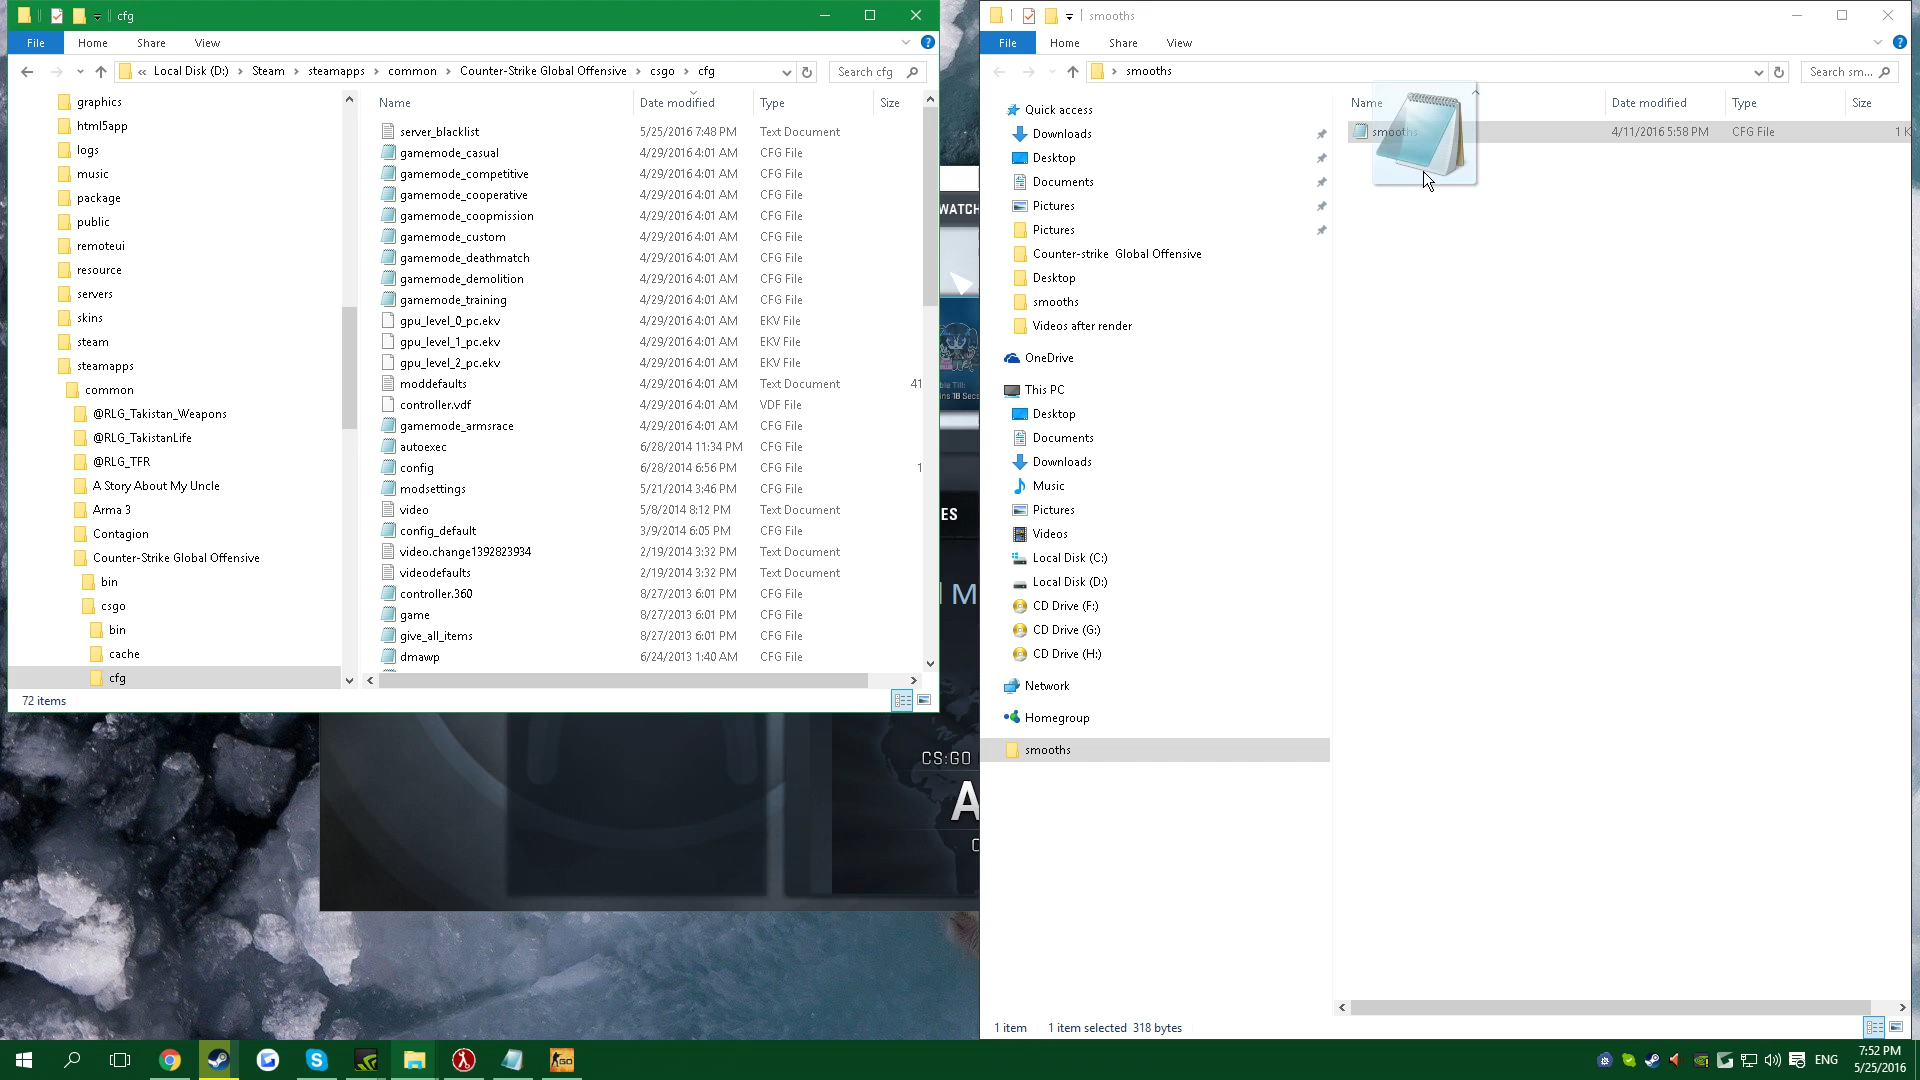 cfg
File Home Share View
« Local Disk (D:) › Steam › steamapps › common › Counter-Strike Global Offensive › csgo › cfg
Search cfg
graphics
html5app
logs
music
package
public
remoteui
resource
servers
skins
steam
steamapps
common
@RLG_Takistan_Weapons
@RLG_TakistanLife
@RLG_TFR
A Story About My Uncle
Arma 3
Contagion
Counter-Strike Global Offensive
bin
csgo
bin
cache
cfg
72 items
Name Date modified Type Size
server_blacklist 5/25/2016 7:48 PM Text Document
gamemode_casual 4/29/2016 4:01 AM CFG File
gamemode_competitive 4/29/2016 4:01 AM CFG File
gamemode_cooperative 4/29/2016 4:01 AM CFG File
gamemode_coopmission 4/29/2016 4:01 AM CFG File
gamemode_custom 4/29/2016 4:01 AM CFG File
gamemode_deathmatch 4/29/2016 4:01 AM CFG File
gamemode_demolition 4/29/2016 4:01 AM CFG File
gamemode_training 4/29/2016 4:01 AM CFG File
gpu_level_0_pc.ekv 4/29/2016 4:01 AM EKV File
gpu_level_1_pc.ekv 4/29/2016 4:01 AM EKV File
gpu_level_2_pc.ekv 4/29/2016 4:01 AM EKV File
moddefaults 4/29/2016 4:01 AM Text Document 41
controller.vdf 4/29/2016 4:01 AM VDF File
gamemode_armsrace 4/29/2016 4:01 AM CFG File
autoexec 6/28/2014 11:34 PM CFG File
config 6/28/2014 6:56 PM CFG File 1
modsettings 5/21/2014 3:46 PM CFG File
video 5/8/2014 8:12 PM Text Document
config_default 3/9/2014 6:05 PM CFG File
video.change1392823934 2/19/2014 3:32 PM Text Document
videodefaults 2/19/2014 3:32 PM Text Document
controller.360 8/27/2013 6:01 PM CFG File
game 8/27/2013 6:01 PM CFG File
give_all_items 8/27/2013 6:01 PM CFG File
dmawp 6/24/2013 1:40 AM CFG File
WATCH
ble Till:
ns 18 Secs
ES
M
CS:GO
A
smooths
File Home Share View
› smooths
Search sm...
Quick access
Downloads
Desktop
Documents
Pictures
Pictures
Counter-strike Global Offensive
Desktop
smooths
Videos after render
OneDrive
This PC
Desktop
Documents
Downloads
Music
Pictures
Videos
Local Disk (C:)
Local Disk (D:)
CD Drive (F:)
CD Drive (G:)
CD Drive (H:)
Network
Homegroup
smooths
Name Date modified Type Size
smooths 4/11/2016 5:58 PM CFG File 1 K
1 item 1 item selected 318 bytes
GO
ENG
7:52 PM
5/25/2016